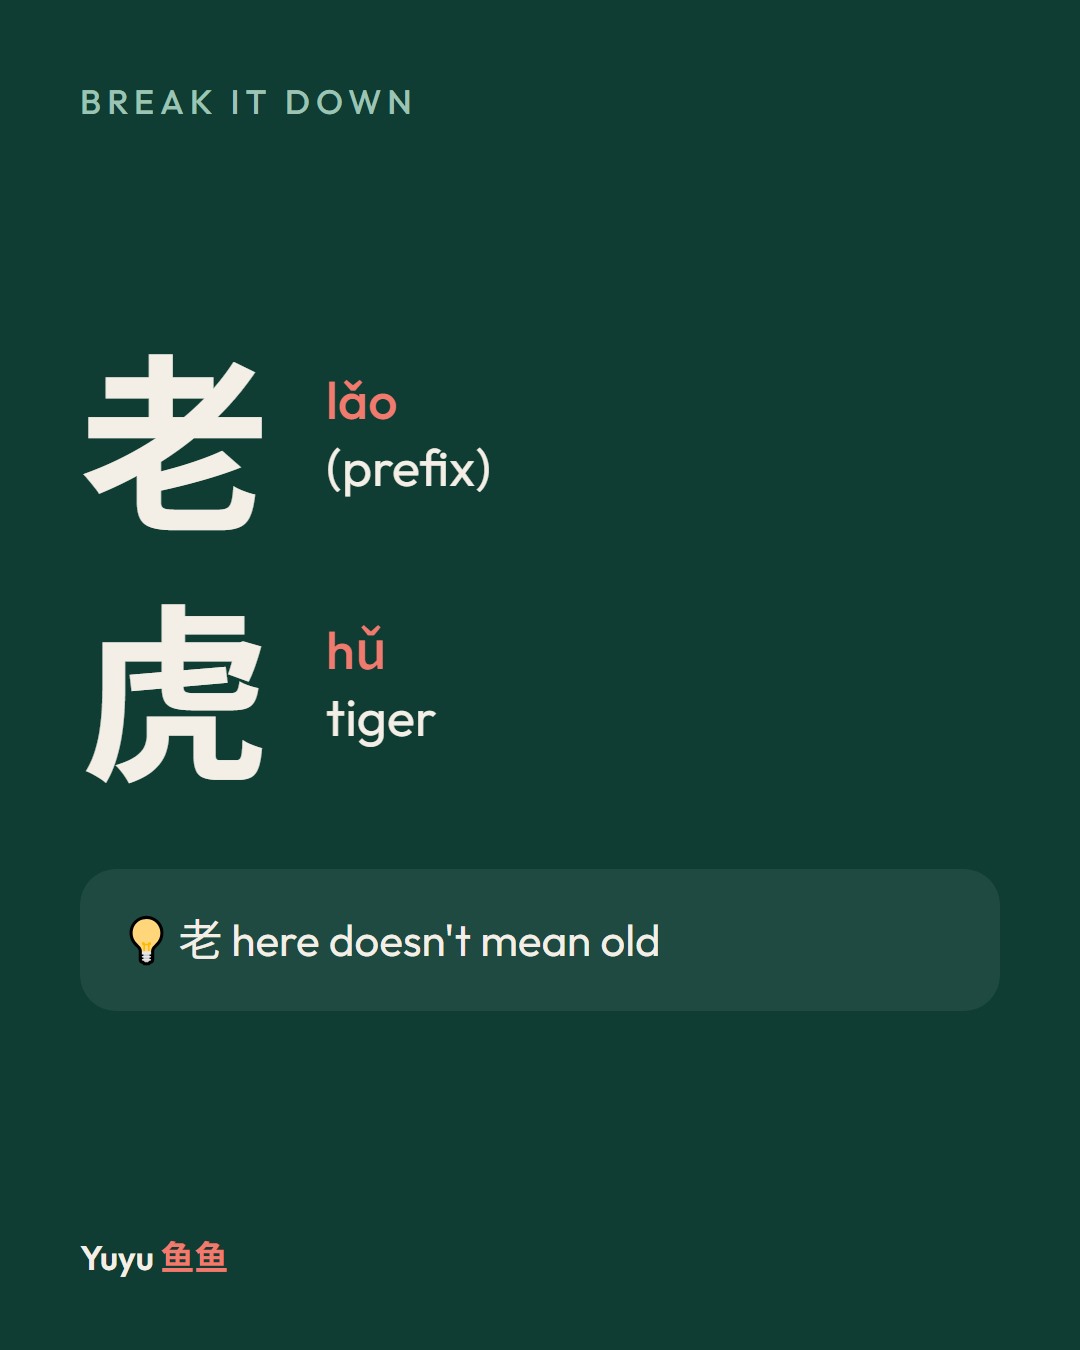 BREAK IT DOWN
老
lǎo
(prefix)
虎
hǔ
tiger
💡 老 here doesn't mean old
Yuyu 鱼鱼